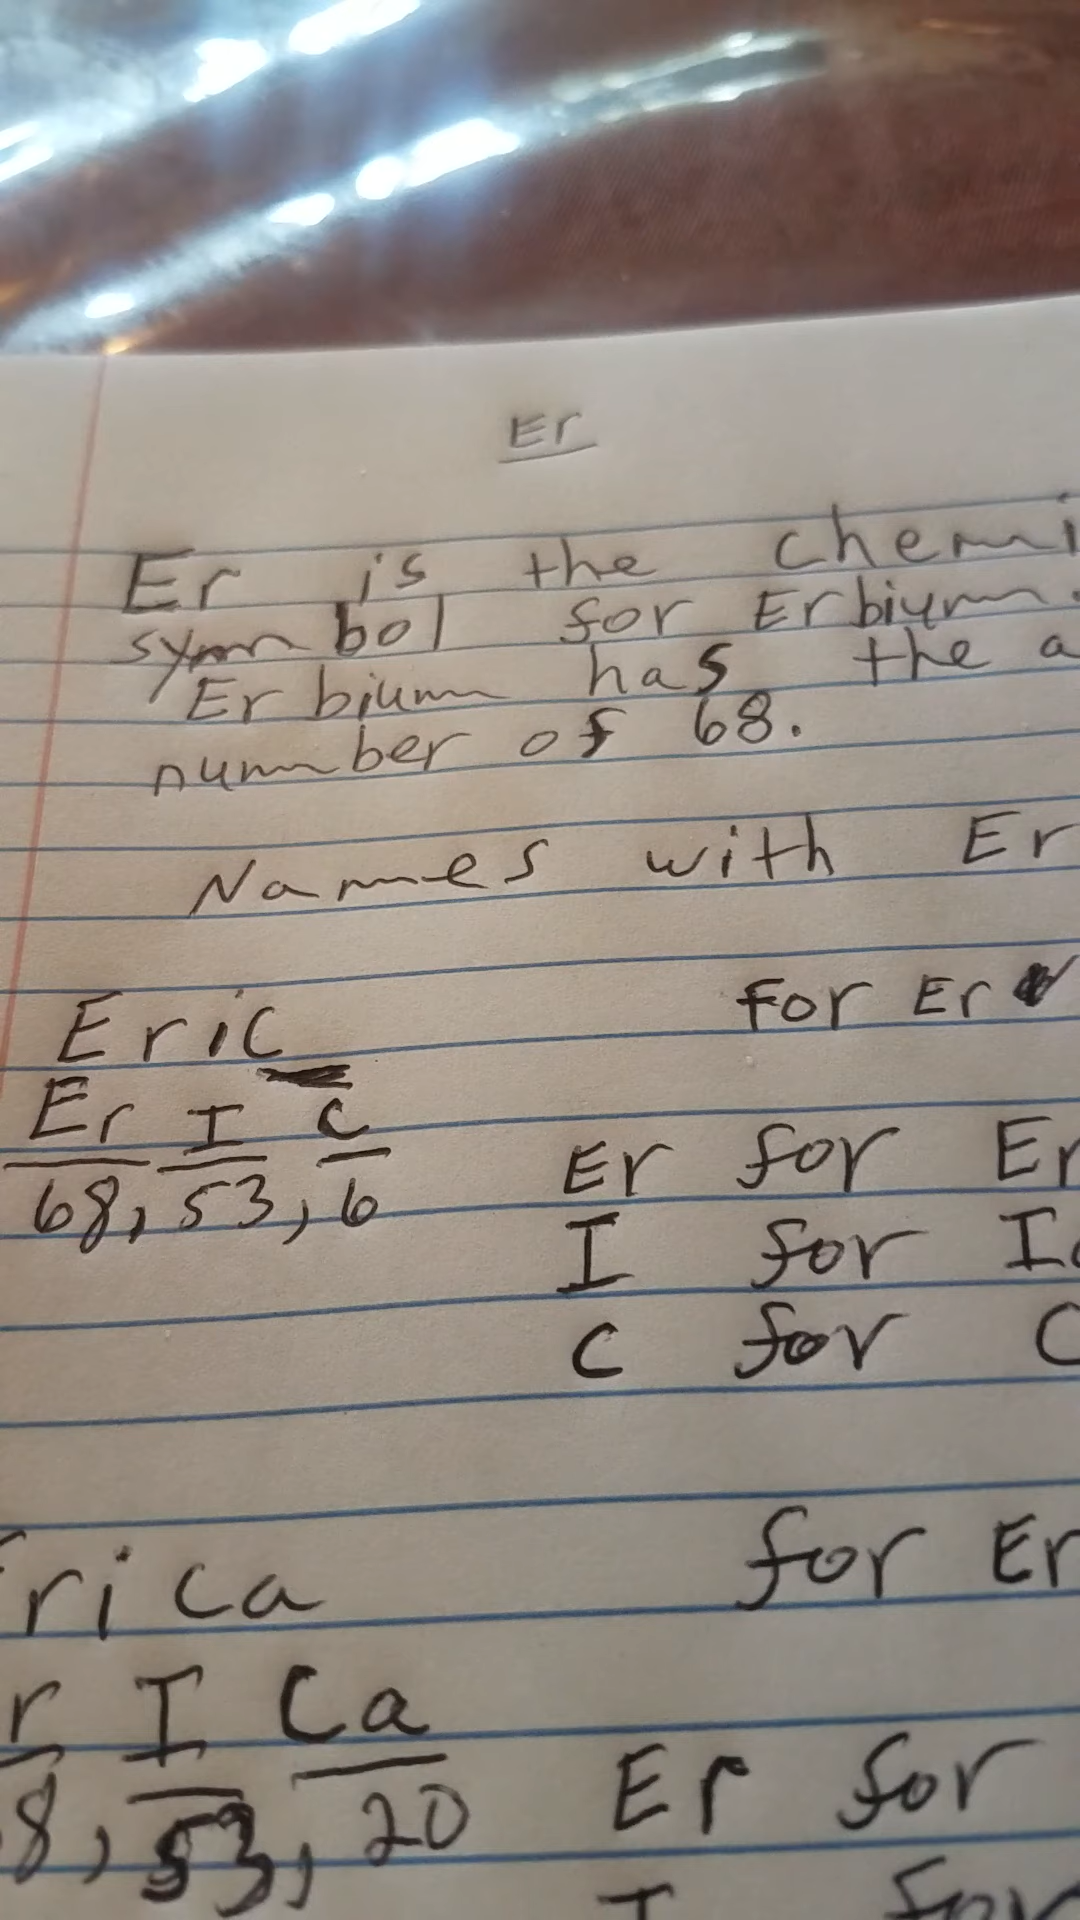 Er
Er is the chemi
symbol for Erbium.
Erbium has the a
number of 68.
Names with Er
Eric For Er
Er I C
68, 53, 6
Er for Er
I for Io
C for C
rica for Er
r I Ca
8, 53, 20
Er for
I for